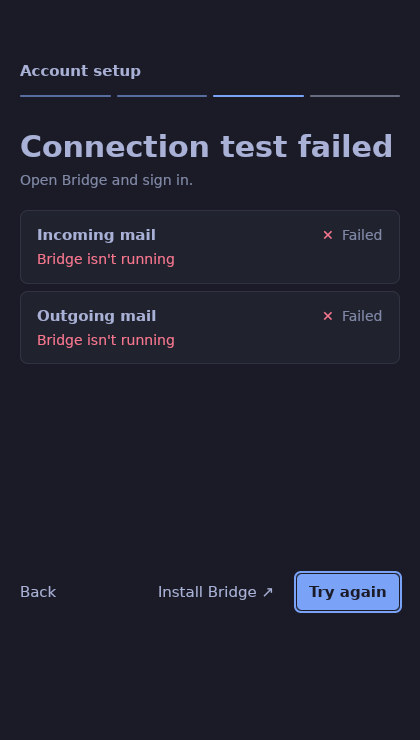 Account setup
Connection test failed
Open Bridge and sign in.
Incoming mail
✕ Failed
Bridge isn't running
Outgoing mail
✕ Failed
Bridge isn't running
Back
Install Bridge ↗
Try again